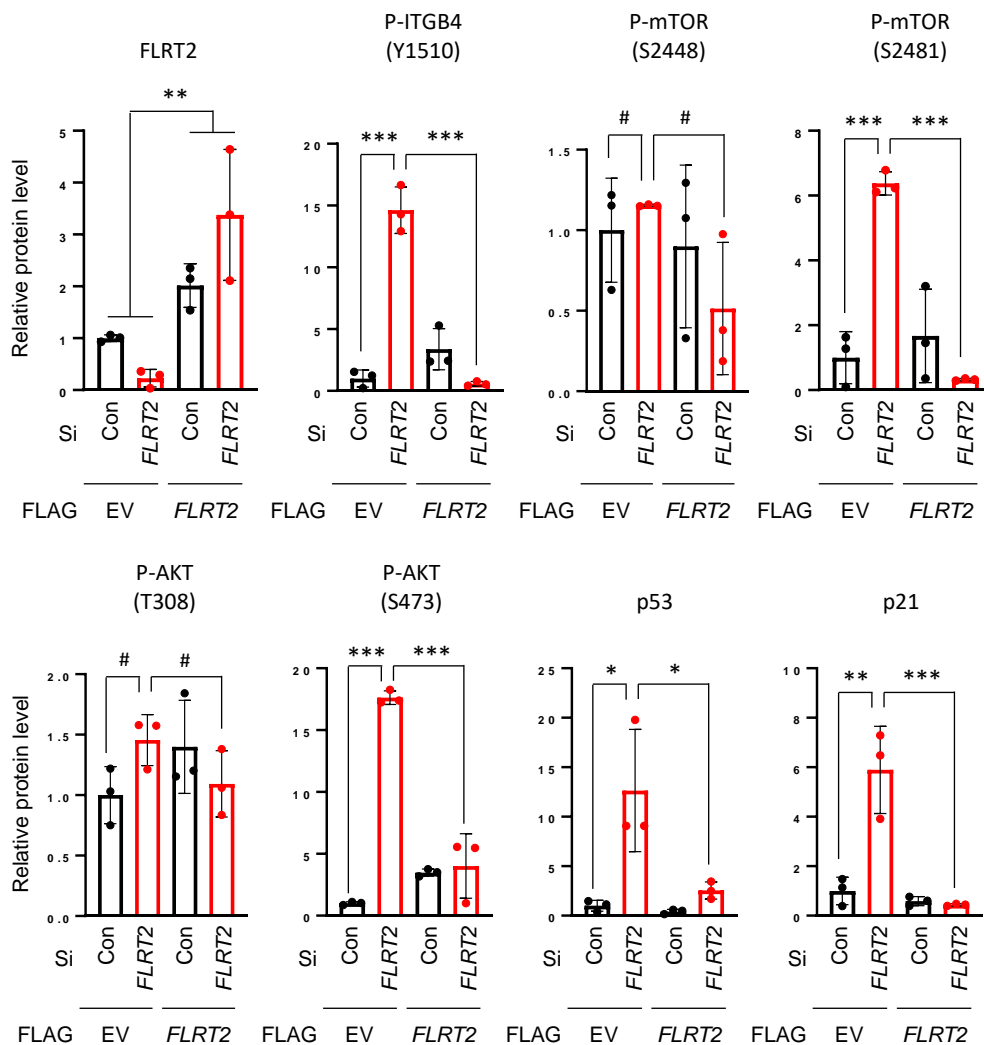 FLRT2
P-ITGB4
(Y1510)
P-mTOR
(S2448)
P-mTOR
(S2481)
Relative protein level
**
5
4
3
2
1
0
*** ***
20
15
10
5
0
# #
1.5
1.0
0.5
0.0
*** ***
8
6
4
2
0
Si Con FLRT2 Con FLRT2 Con FLRT2 Con FLRT2 Con FLRT2 Con FLRT2 Con FLRT2 Con FLRT2
FLAG EV FLRT2 EV FLRT2 FLAG EV FLRT2 FLAG EV FLRT2
P-AKT
(T308)
P-AKT
(S473)
p53
p21
Relative protein level
# #
2.0
1.5
1.0
0.5
0.0
*** ***
20
15
10
5
0
* *
25
20
15
10
5
0
** ***
10
8
6
4
2
0
Si Con FLRT2 Con FLRT2 Si Con FLRT2 Con FLRT2 Si Con FLRT2 Con FLRT2 Si Con FLRT2 Con FLRT2
FLAG EV FLRT2 FLAG EV FLRT2 FLAG EV FLRT2 FLAG EV FLRT2